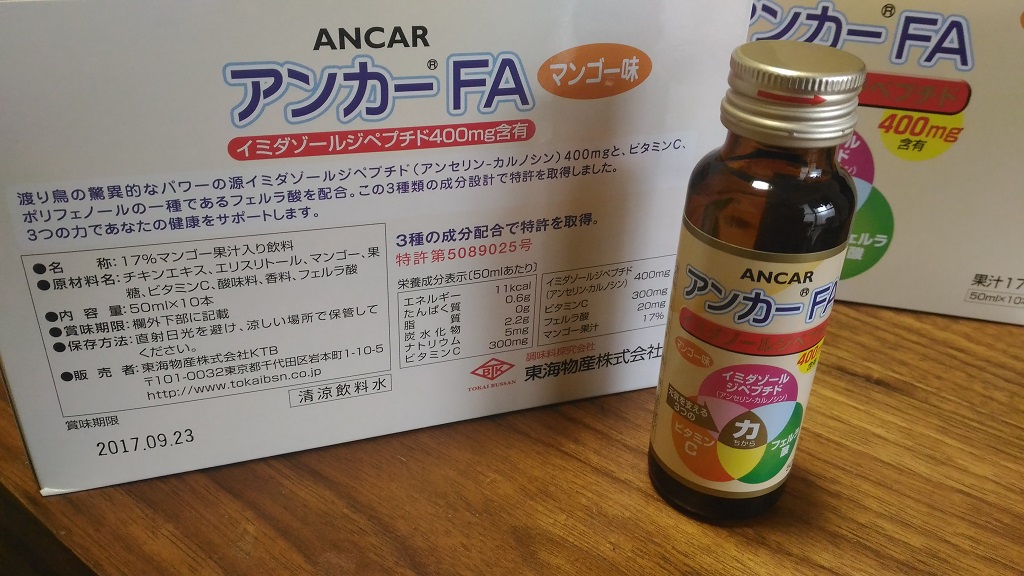 ANCAR
アンカー®FA
マンゴー味
イミダゾールジペプチド400mg含有
渡り鳥の驚異的なパワーの源イミダゾールジペプチド(アンセリン・カルノシン)400mgと、ビタミンC、
ポリフェノールの一種であるフェルラ酸を配合。この3種類の成分設計で特許を取得しました。
3つの力であなたの健康をサポートします。
●名　　称:17%マンゴー果汁入り飲料
●原材料名:チキンエキス、エリスリトール、マンゴー、果
糖、ビタミンC、酸味料、香料、フェルラ酸
●内 容 量:50ml×10本
●賞味期限:欄外下部に記載
●保存方法:直射日光を避け、涼しい場所で保管して
ください。
●販 売 者:東海物産株式会社KTB
〒101-0032東京都千代田区岩本町1-10-5
http://www.tokaibsn.co.jp
清涼飲料水
賞味期限
2017.09.23
3種の成分配合で特許を取得。
特許第5089025号
栄養成分表示〔50mlあたり〕
エネルギー 11kcal
たんぱく質 0.6g
脂質 0g
炭水化物 2.2g
ナトリウム 5mg
ビタミンC 300mg
イミダゾールジペプチド 400mg
(アンセリン・カルノシン)
ビタミンC 300mg
フェルラ酸 20mg
マンゴー果汁 17%
調味料探究会社
BTK
TOKAI BUSSAN
東海物産株式会社
ANCAR
アンカー®FA
マンゴー味
イミダゾール
ジペプチド
(アンセリン・カルノシン)
元気を支える
3つの
力
ちから
ビタミン
C
フェルラ
酸
ンカー®FA
ペプチド
400mg
含有
ェルラ
酸
果汁17
50ml×10